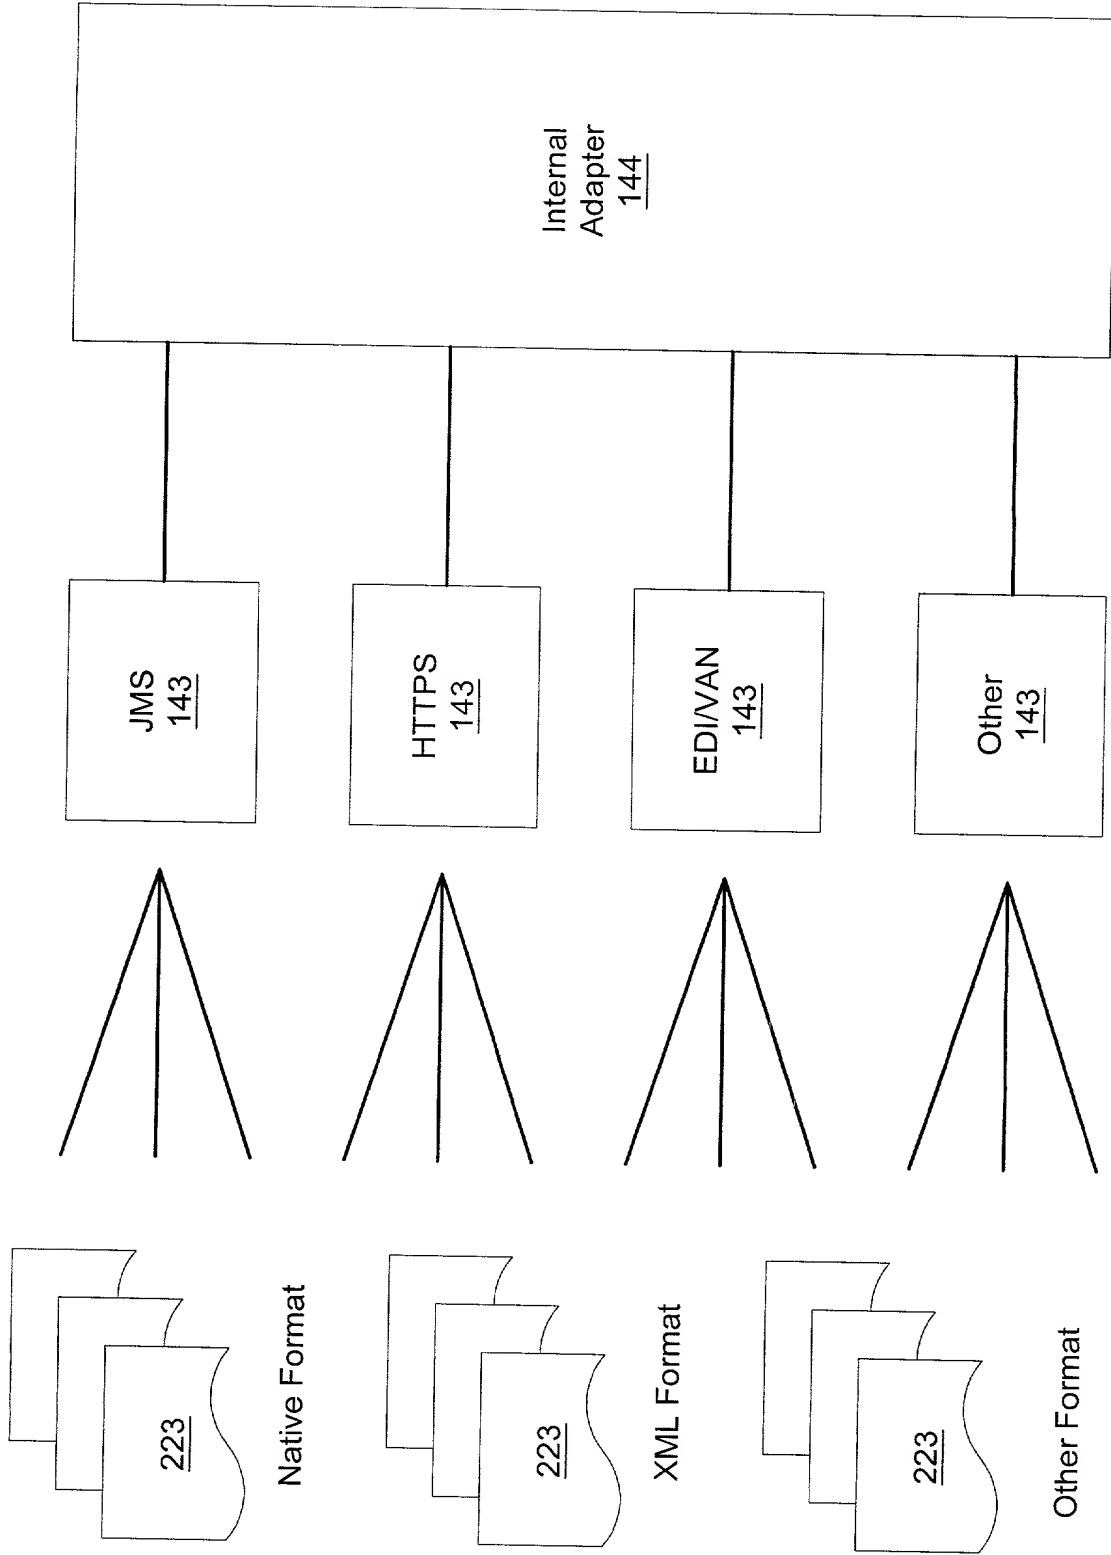 223
Native Format
223
XML Format
223
Other Format
JMS
143
HTTPS
143
EDI/VAN
143
Other
143
Internal
Adapter
144